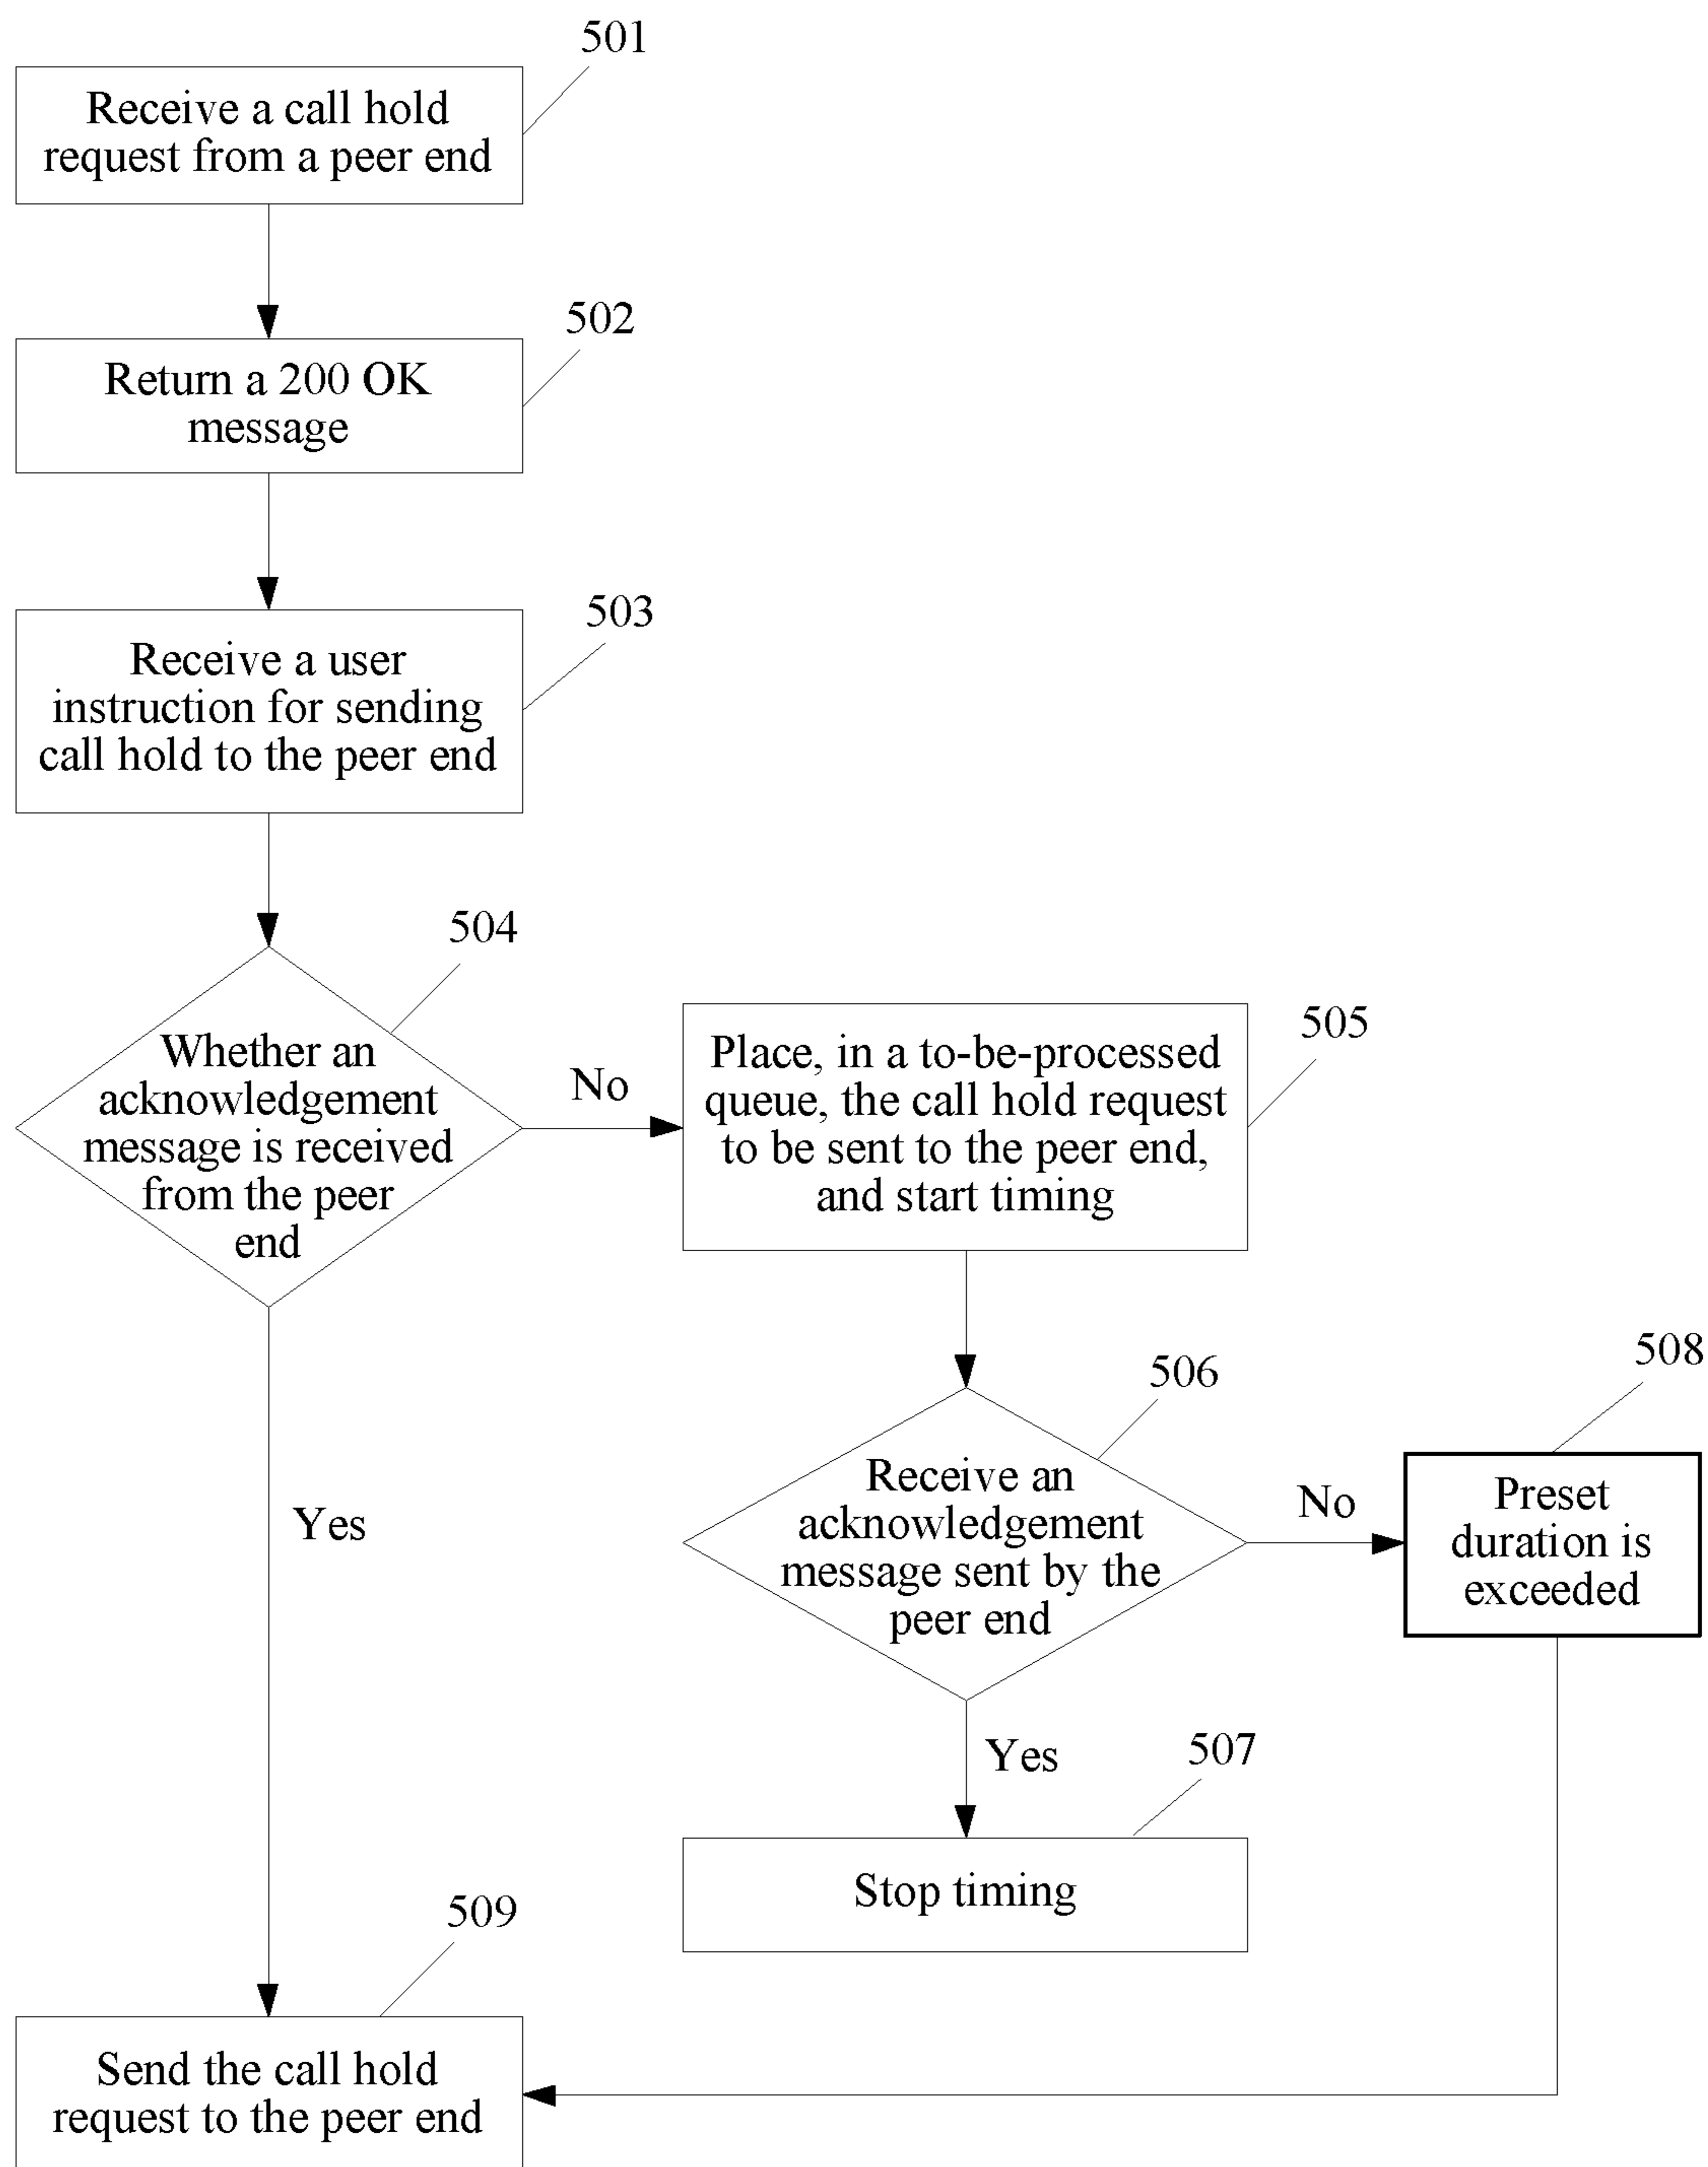 501
Receive a call hold
request from a peer end
502
Return a 200 OK
message
503
Receive a user
instruction for sending
call hold to the peer end
504
Whether an
acknowledgement
message is received
from the peer
end
No
505
Place, in a to-be-processed
queue, the call hold request
to be sent to the peer end,
and start timing
506
Receive an
acknowledgement
message sent by the
peer end
No
508
Preset
duration is
exceeded
Yes
Yes
507
Stop timing
509
Send the call hold
request to the peer end